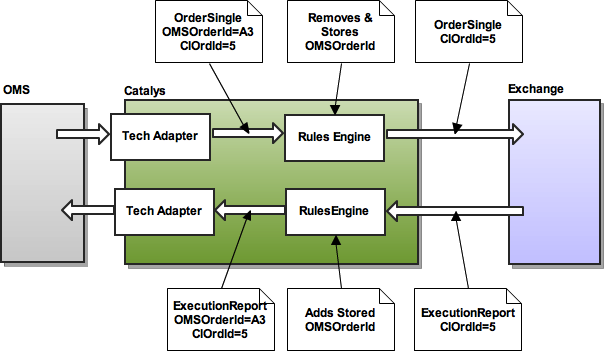 OrderSingle
OMSOrderId=A3
ClOrdId=5
Removes &
Stores
OMSOrderId
OrderSingle
ClOrdId=5
OMS
Catalys
Exchange
Tech Adapter
Rules Engine
Tech Adapter
RulesEngine
ExecutionReport
OMSOrderId=A3
ClOrdId=5
Adds Stored
OMSOrderId
ExecutionReport
ClOrdId=5